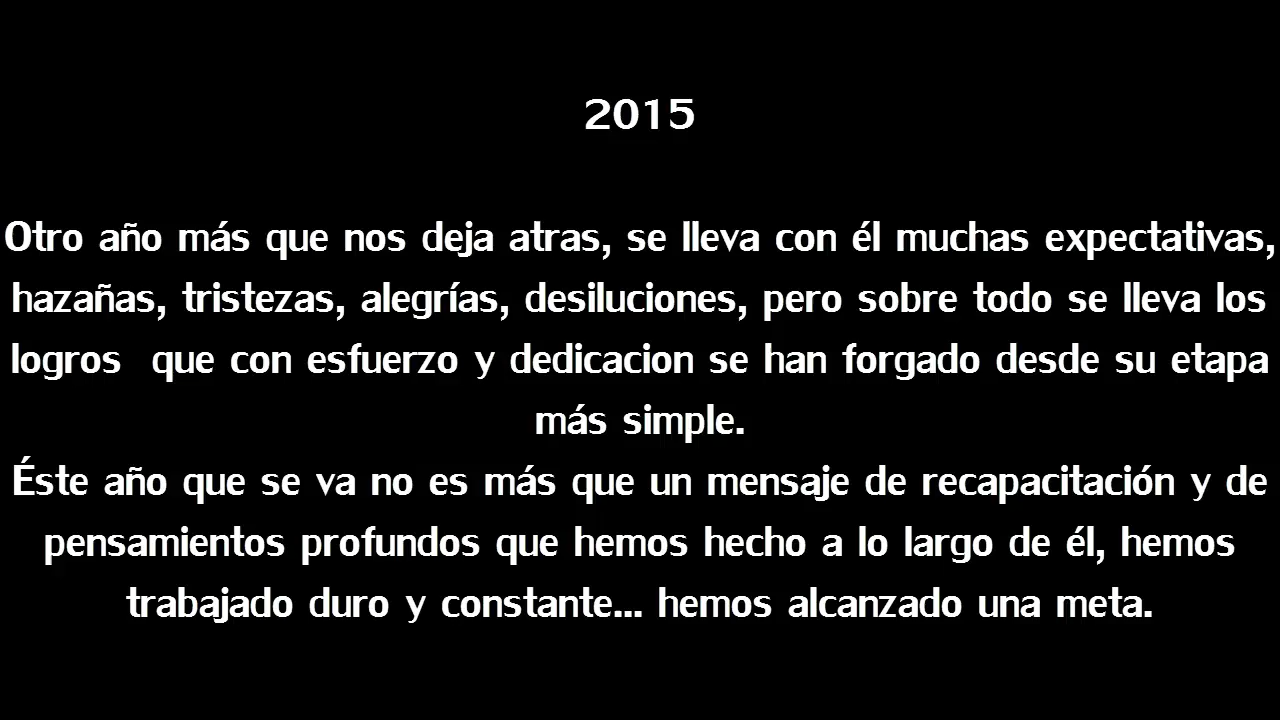 2015
Otro año más que nos deja atras, se lleva con él muchas expectativas,
hazañas, tristezas, alegrías, desiluciones, pero sobre todo se lleva los
logros  que con esfuerzo y dedicacion se han forgado desde su etapa
más simple.
Éste año que se va no es más que un mensaje de recapacitación y de
pensamientos profundos que hemos hecho a lo largo de él, hemos
trabajado duro y constante... hemos alcanzado una meta.